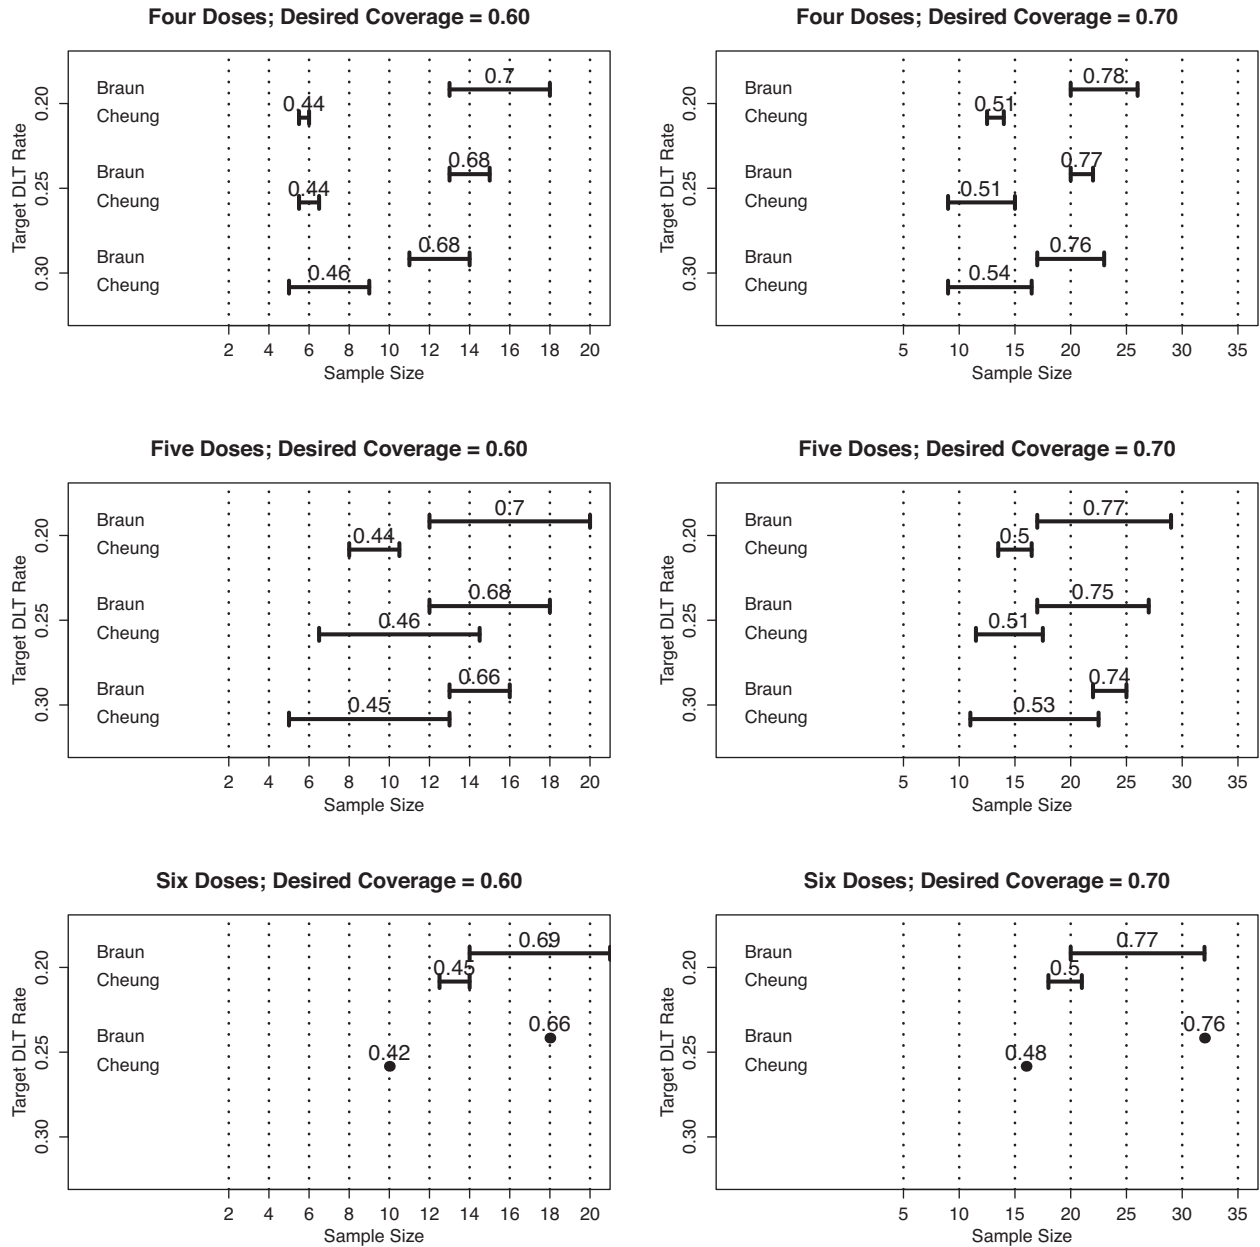 Four Doses; Desired Coverage = 0.60
Target DLT Rate
0.20
0.25
0.30
Braun 0.7
Cheung 0.44
Braun 0.68
Cheung 0.44
Braun 0.68
Cheung 0.46
2 4 6 8 10 12 14 16 18 20
Sample Size
Four Doses; Desired Coverage = 0.70
Target DLT Rate
0.20
0.25
0.30
Braun 0.78
Cheung 0.51
Braun 0.77
Cheung 0.51
Braun 0.76
Cheung 0.54
5 10 15 20 25 30 35
Sample Size
Five Doses; Desired Coverage = 0.60
Target DLT Rate
0.20
0.25
0.30
Braun 0.7
Cheung 0.44
Braun 0.68
Cheung 0.46
Braun 0.66
Cheung 0.45
2 4 6 8 10 12 14 16 18 20
Sample Size
Five Doses; Desired Coverage = 0.70
Target DLT Rate
0.20
0.25
0.30
Braun 0.77
Cheung 0.5
Braun 0.75
Cheung 0.51
Braun 0.74
Cheung 0.53
5 10 15 20 25 30 35
Sample Size
Six Doses; Desired Coverage = 0.60
Target DLT Rate
0.20
0.25
0.30
Braun 0.69
Cheung 0.45
Braun 0.66
Cheung 0.42
2 4 6 8 10 12 14 16 18 20
Sample Size
Six Doses; Desired Coverage = 0.70
Target DLT Rate
0.20
0.25
0.30
Braun 0.77
Cheung 0.5
Braun 0.76
Cheung 0.48
5 10 15 20 25 30 35
Sample Size